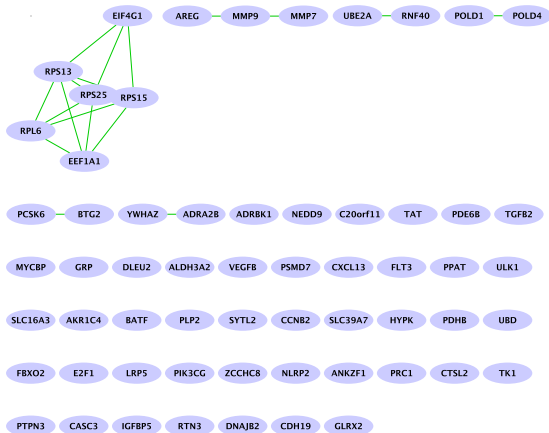 EIF4G1 AREG MMP9 MMP7 UBE2A RNF40 POLD1 POLD4
RPS13
RPS25 RPS15
RPL6
EEF1A1
PCSK6 BTG2 YWHAZ ADRA2B ADRBK1 NEDD9 C20orf11 TAT PDE6B TGFB2
MYCBP GRP DLEU2 ALDH3A2 VEGFB PSMD7 CXCL13 FLT3 PPAT ULK1
SLC16A3 AKR1C4 BATF PLP2 SYTL2 CCNB2 SLC39A7 HYPK PDHB UBD
FBXO2 E2F1 LRP5 PIK3CG ZCCHC8 NLRP2 ANKZF1 PRC1 CTSL2 TK1
PTPN3 CASC3 IGFBP5 RTN3 DNAJB2 CDH19 GLRX2